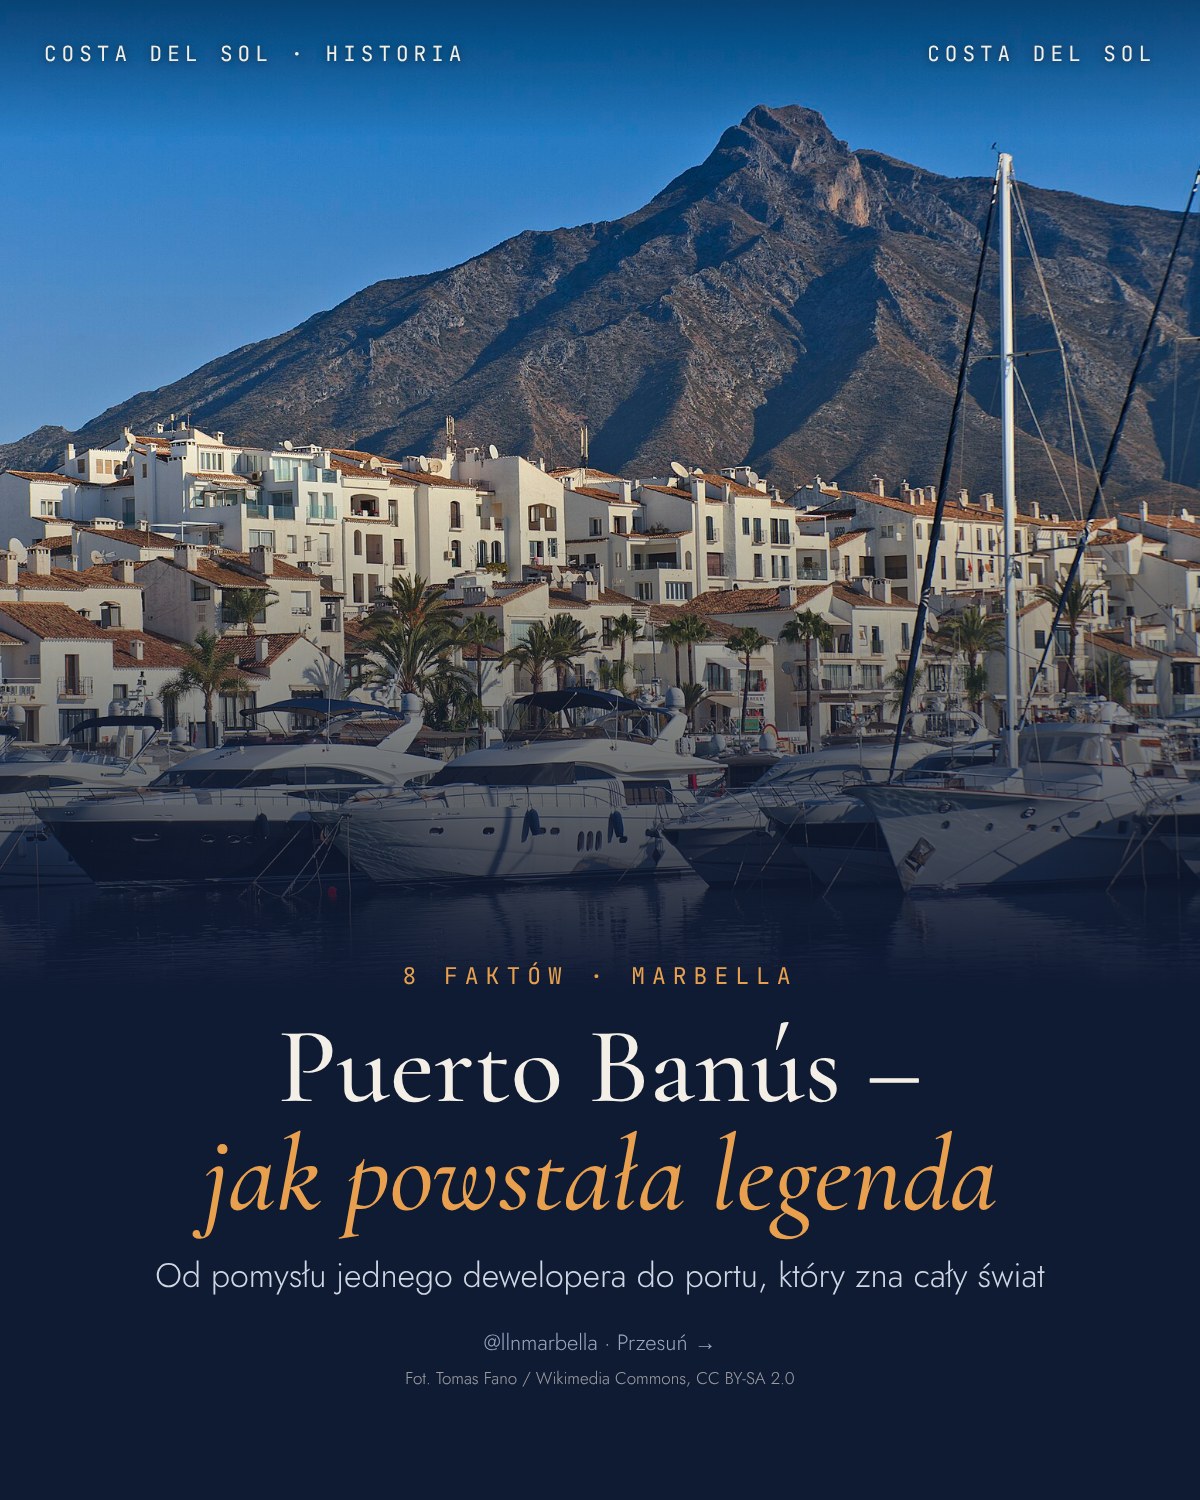 COSTA DEL SOL · HISTORIA
COSTA DEL SOL
8 FAKTÓW · MARBELLA
Puerto Banús –
jak powstała legenda
Od pomysłu jednego dewelopera do portu, który zna cały świat
@llnmarbella · Przesuń →
Fot. Tomas Fano / Wikimedia Commons, CC BY-SA 2.0